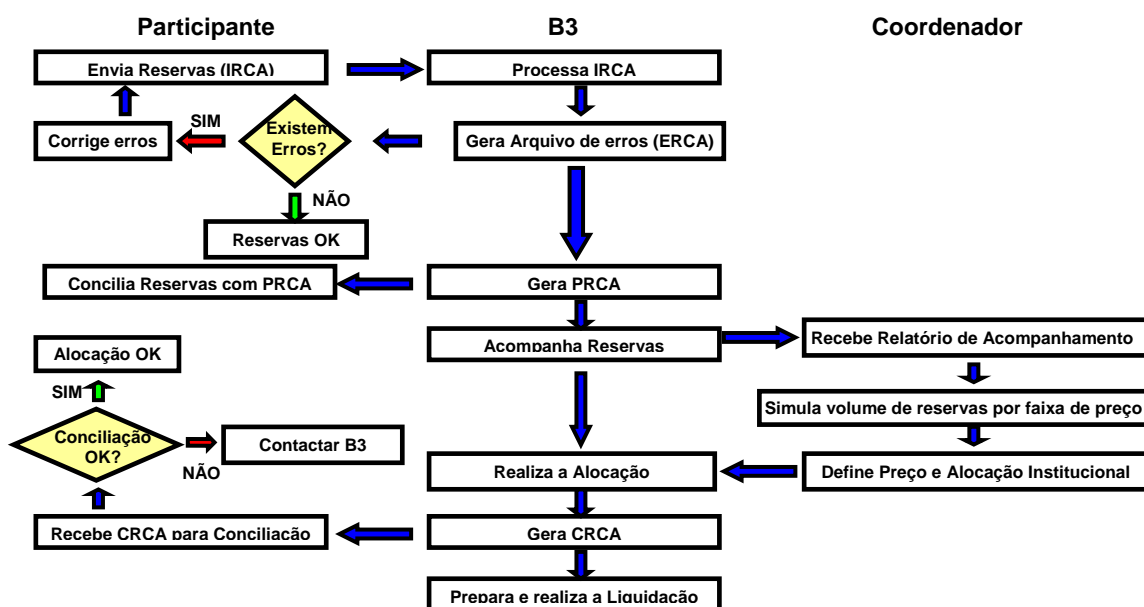 Participante
B3
Coordenador
Envia Reservas (IRCA)
Processa IRCA
SIM
Existem
Erros?
Corrige erros
Gera Arquivo de erros (ERCA)
NÃO
Reservas OK
Concilia Reservas com PRCA
Gera PRCA
Acompanha Reservas
Recebe Relatório de Acompanhamento
Alocação OK
SIM
Simula volume de reservas por faixa de preço
Conciliação
OK?
NÃO
Contactar B3
Realiza a Alocação
Define Preço e Alocação Institucional
Recebe CRCA para Conciliação
Gera CRCA
Prepara e realiza a Liquidação